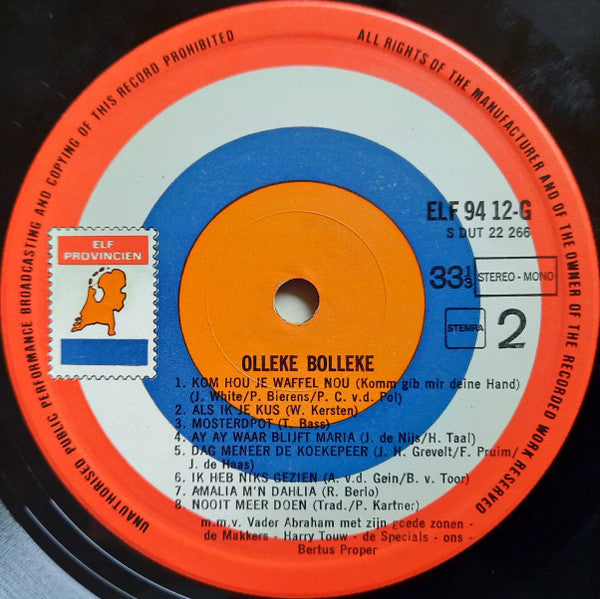 UNAUTHORISED PUBLIC PERFORMANCE BROADCASTING AND COPYING OF THIS RECORD PROHIBITED
ALL RIGHTS OF THE MANUFACTURER AND OF THE OWNER OF THE RECORDED WORK RESERVED
ELF
PROVINCIEN
ELF 94 12-G
S DUT 22 266
33⅓ STEREO - MONO
STEMRA 2
OLLEKE BOLLEKE
1. KOM HOU JE WAFFEL NOU (Komm gib mir deine Hand)
(J. White/P. Bierens/P. C. v.d. Pol)
2. ALS IK JE KUS (W. Kersten)
3. MOSTERDPOT (T. Bass)
4. AY AY WAAR BLIJFT MARIA (J. de Nijs/H. Taal)
5. DAG MENEER DE KOEKEPEER (J. H. Grevelt/F. Pruim/
J. de Haas)
6. IK HEB NIKS GEZIEN (A. v.d. Gein/B. v. Toor)
7. AMALIA M'N DAHLIA (R. Berlo)
8. NOOIT MEER DOEN (Trad./P. Kartner)
m.m.v. Vader Abraham met zijn goede zonen -
de Makkers - Harry Touw - de Specials - ons -
Bertus Proper